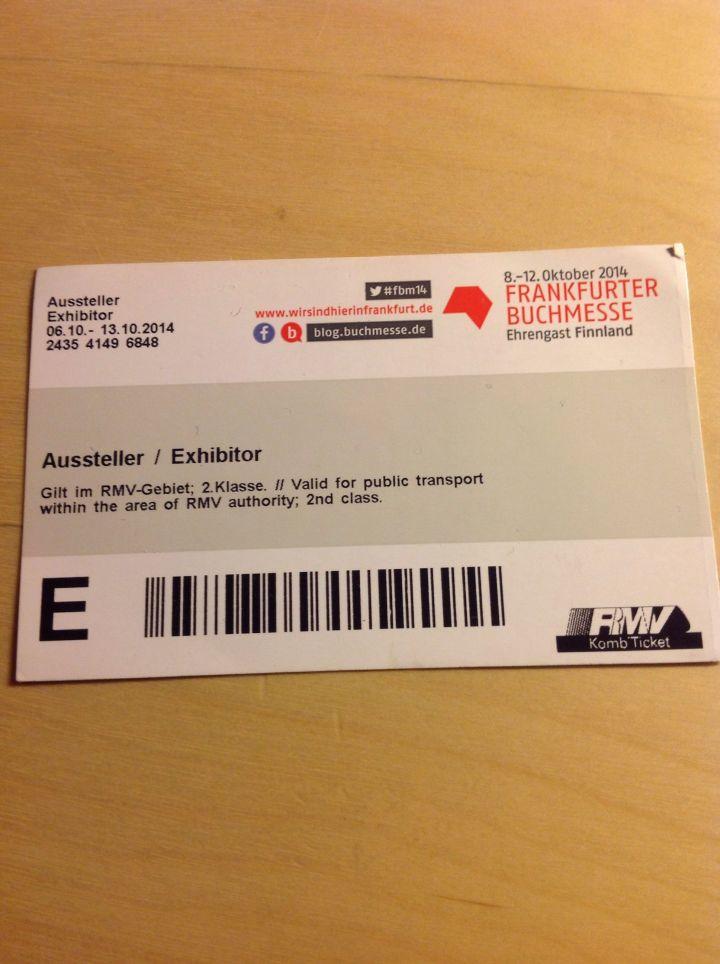 Aussteller
Exhibitor
06.10.- 13.10.2014
2435 4149 6848
#fbm14
www.wirsindhierinfrankfurt.de
f b blog.buchmesse.de
8.–12. Oktober 2014
FRANKFURTER
BUCHMESSE
Ehrengast Finnland
Aussteller / Exhibitor
Gilt im RMV-Gebiet; 2.Klasse. // Valid for public transport
within the area of RMV authority; 2nd class.
E
RMV
KombiTicket